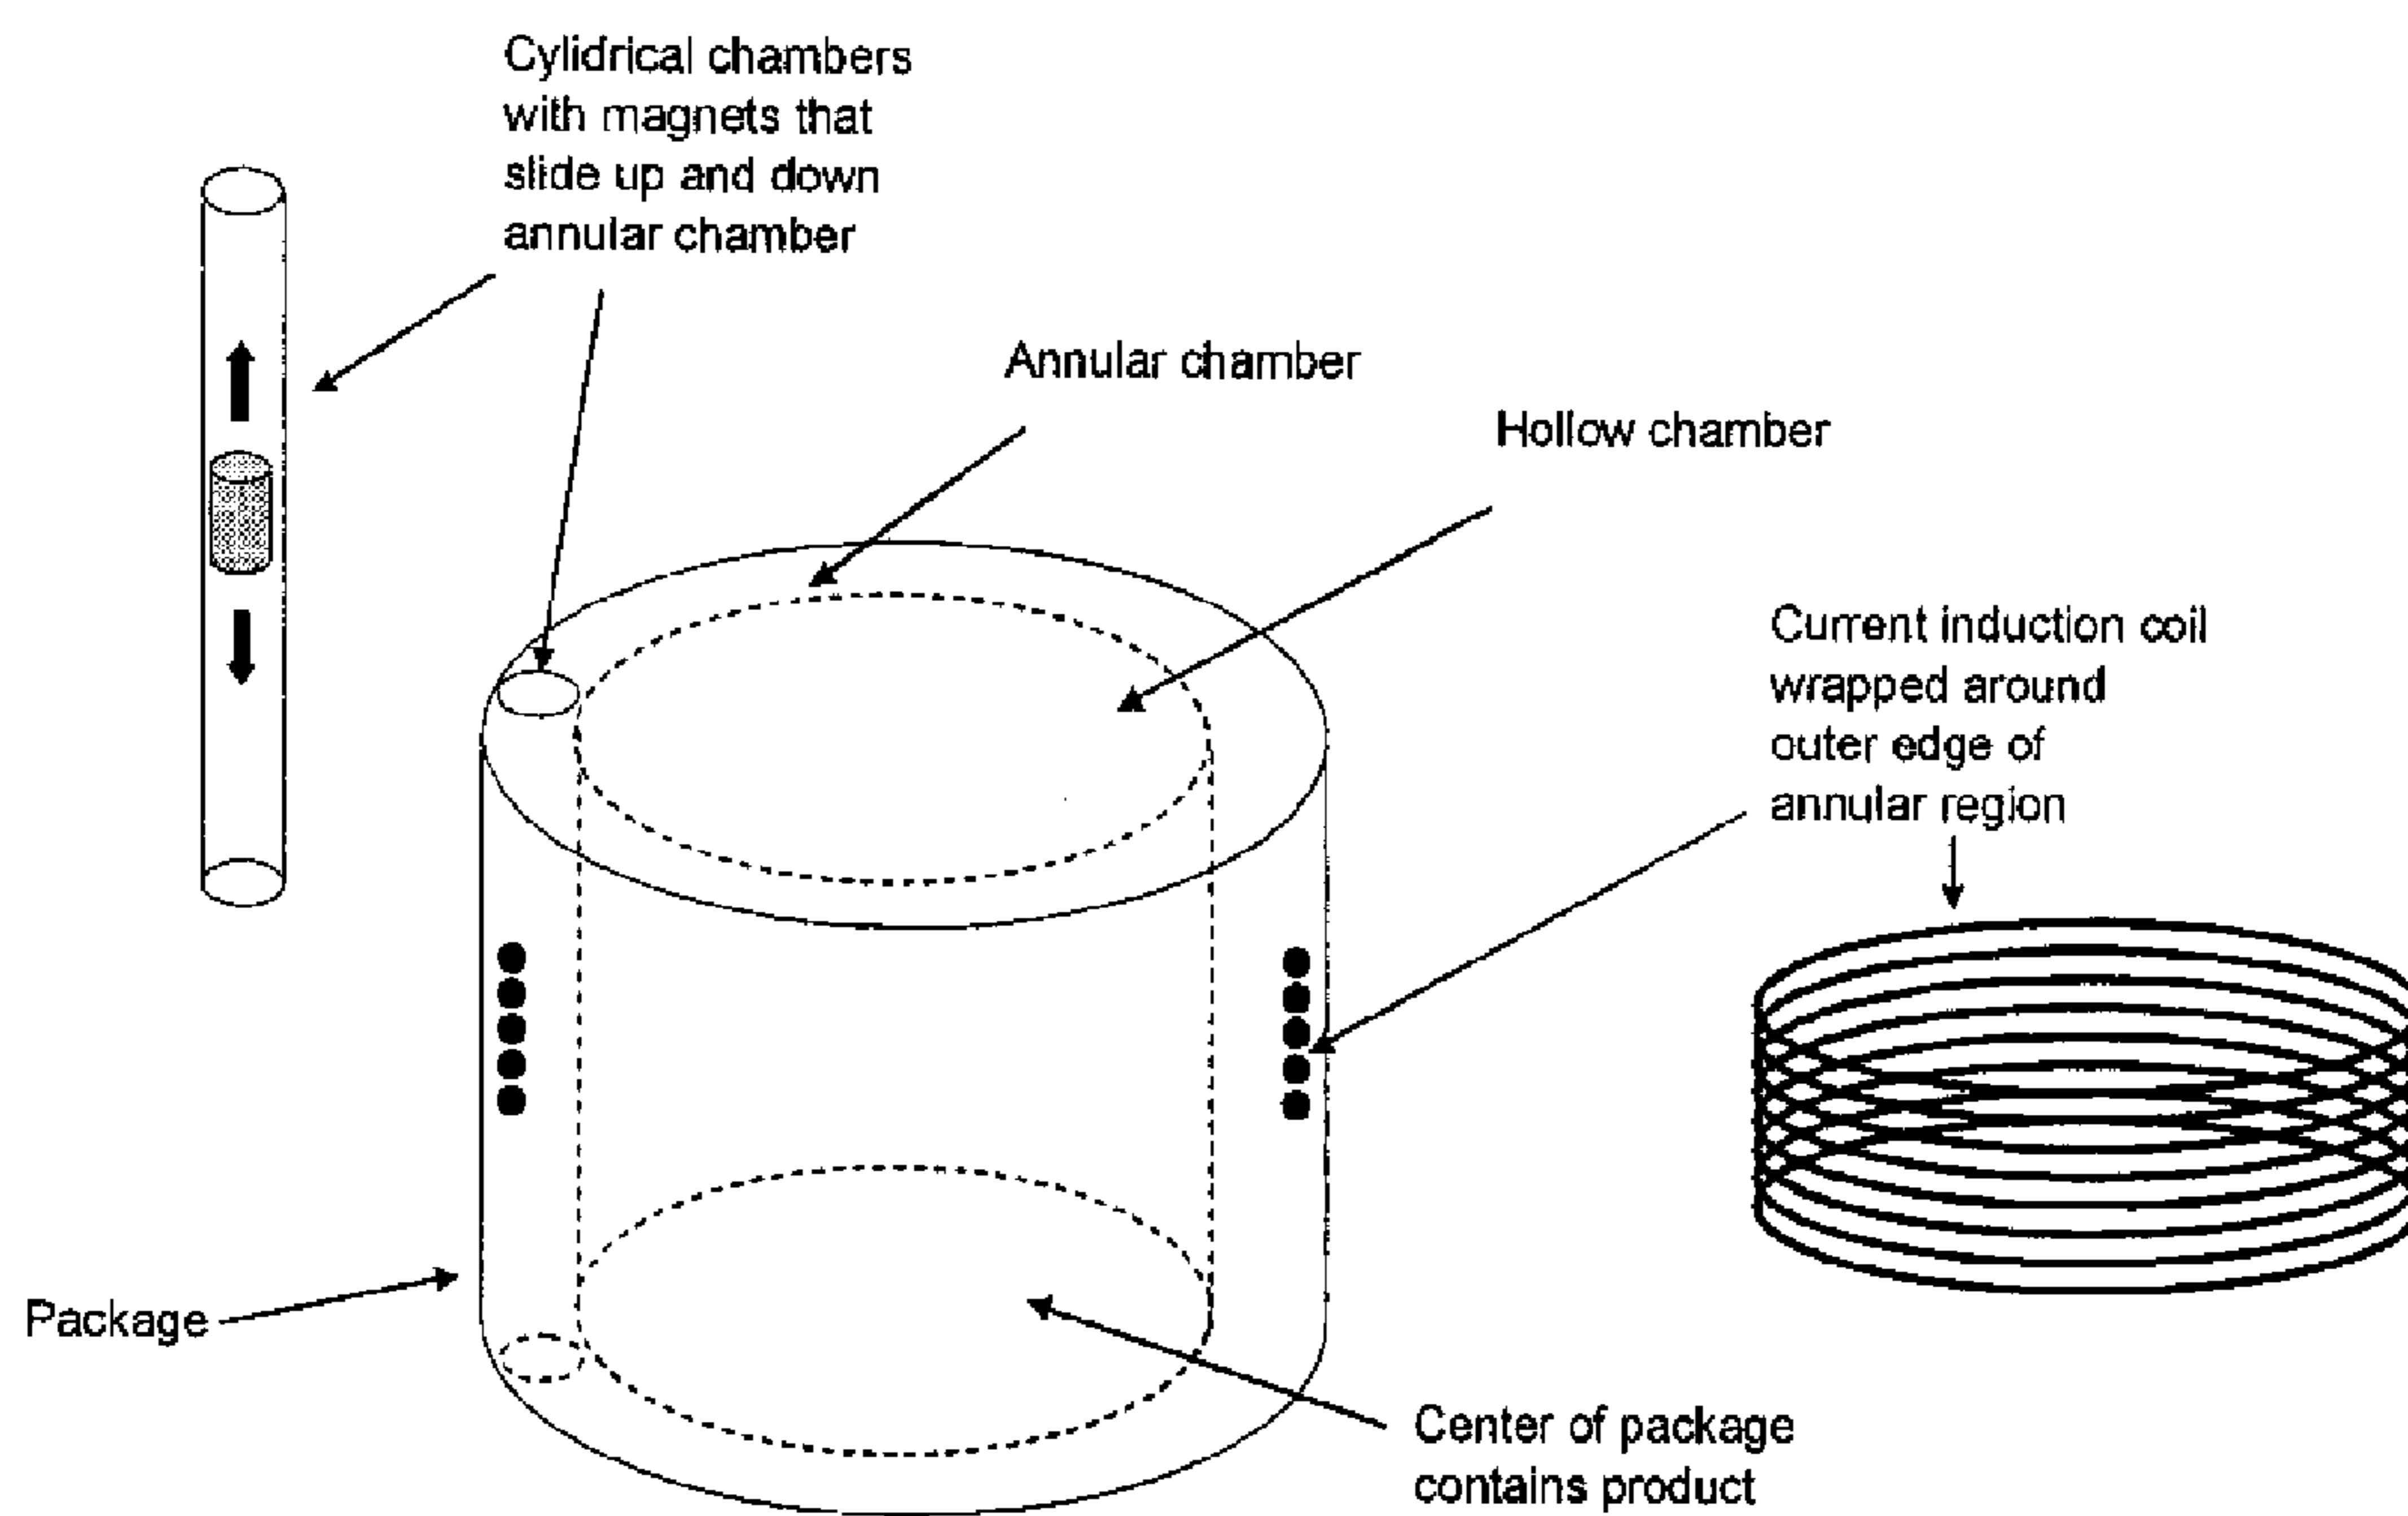 Cylidrical chambers
with magnets that
slide up and down
annular chamber
Annular chamber
Hollow chamber
Current induction coil
wrapped around
outer edge of
annular region
Package
Center of package
contains product